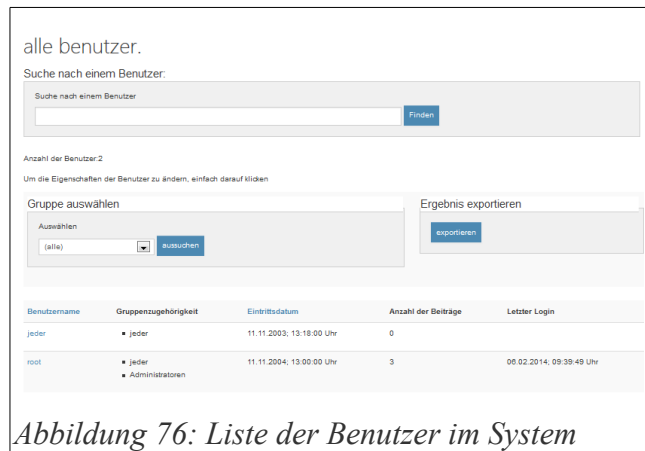 alle benutzer.
Suche nach einem Benutzer:
Suche nach einem Benutzer
Finden
Anzahl der Benutzer:2
Um die Eigenschaften der Benutzer zu ändern, einfach darauf klicken
Gruppe auswählen
Ergebnis exportieren
Auswählen
(alle) aussuchen
exportieren
Benutzername Gruppenzugehörigkeit Eintrittsdatum Anzahl der Beiträge Letzter Login
jeder ▪ jeder 11.11.2003; 13:18:00 Uhr 0
root ▪ jeder 11.11.2004; 13:00:00 Uhr 3 06.02.2014; 09:39:49 Uhr
▪ Administratoren
Abbildung 76: Liste der Benutzer im System